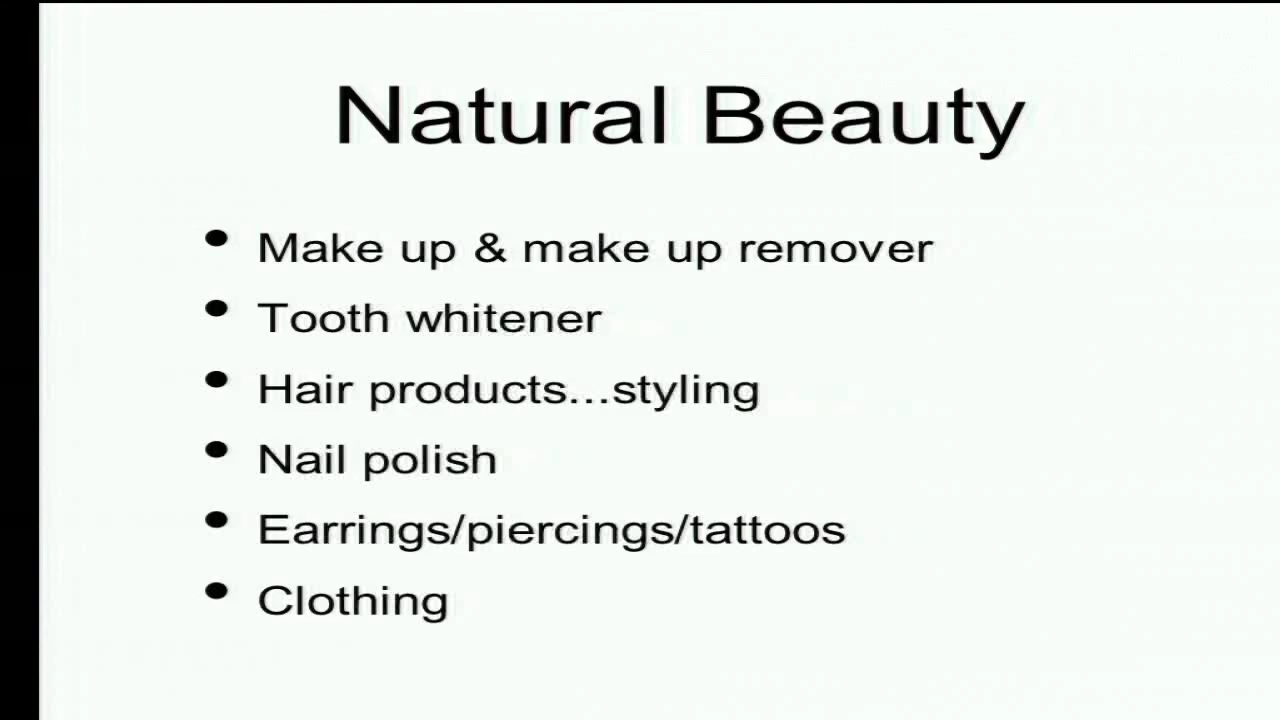 Natural Beauty
• Make up & make up remover
• Tooth whitener
• Hair products...styling
• Nail polish
• Earrings/piercings/tattoos
• Clothing